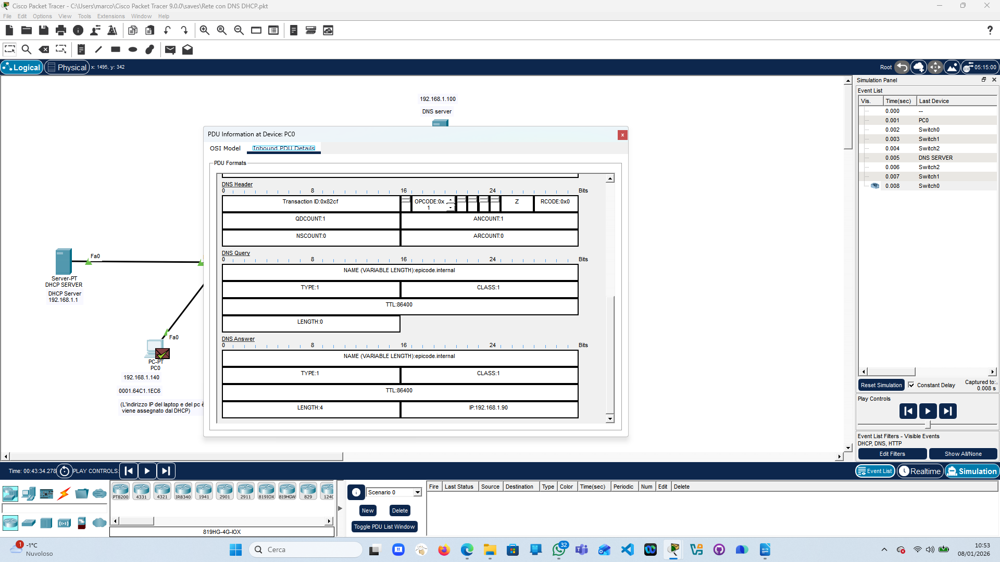 Cisco Packet Tracer - C:\Users\marco\Cisco Packet Tracer 9.0.0\saves\Rete con DNS DHCP.pkt
File Edit Options View Tools Extensions Window Help
?
Logical Physical x: 1495, y: 342 Root 05:15:00
Simulation Panel
Event List
Vis. Time(sec) Last Device
0.000 --
0.001 PC0
0.002 Switch0
0.003 Switch1
0.004 Switch2
0.005 DNS SERVER
0.006 Switch2
0.007 Switch1
0.008 Switch0
192.168.1.100
DNS server
PDU Information at Device: PC0
OSI Model Inbound PDU Details
PDU Formats
DNS Header
0 8 16 24 Bits
Transaction ID:0x82cf OPCODE:0x1 Z RCODE:0x0
QDCOUNT:1 ANCOUNT:1
NSCOUNT:0 ARCOUNT:0
DNS Query
0 8 16 24 Bits
NAME (VARIABLE LENGTH):epicode.internal
TYPE:1 CLASS:1
TTL:86400
LENGTH:0
DNS Answer
0 8 16 24 Bits
NAME (VARIABLE LENGTH):epicode.internal
TYPE:1 CLASS:1
TTL:86400
LENGTH:4 IP:192.168.1.90
Fa0
Server-PT
DHCP SERVER
DHCP Server
192.168.1.1
Fa0
PC-PT
PC0
192.168.1.140
0001.64C1.1EC6
(L'indirizzo IP del laptop e del pc è
viene assegnato dal DHCP)
Reset Simulation Constant Delay Captured to:
0.008 s
Play Controls
Event List Filters - Visible Events
DHCP, DNS, HTTP
Edit Filters Show All/None
Time: 00:43:34.278 PLAY CONTROLS: Event List Realtime Simulation
PT8200 4331 4321 IR8340 1941 2901 2911 819IOX 819HGW 829 1240
819HG-4G-IOX
Scenario 0
New Delete
Toggle PDU List Window
Fire Last Status Source Destination Type Color Time(sec) Periodic Num Edit Delete
1 -1°C
Nuvoloso
Cerca
32
10:53
08/01/2026